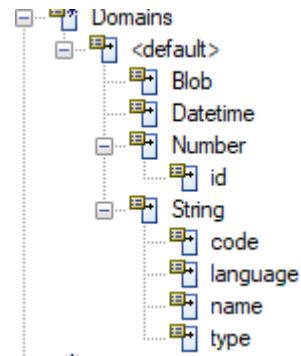 Domains
<default>
Blob
Datetime
Number
id
String
code
language
name
type